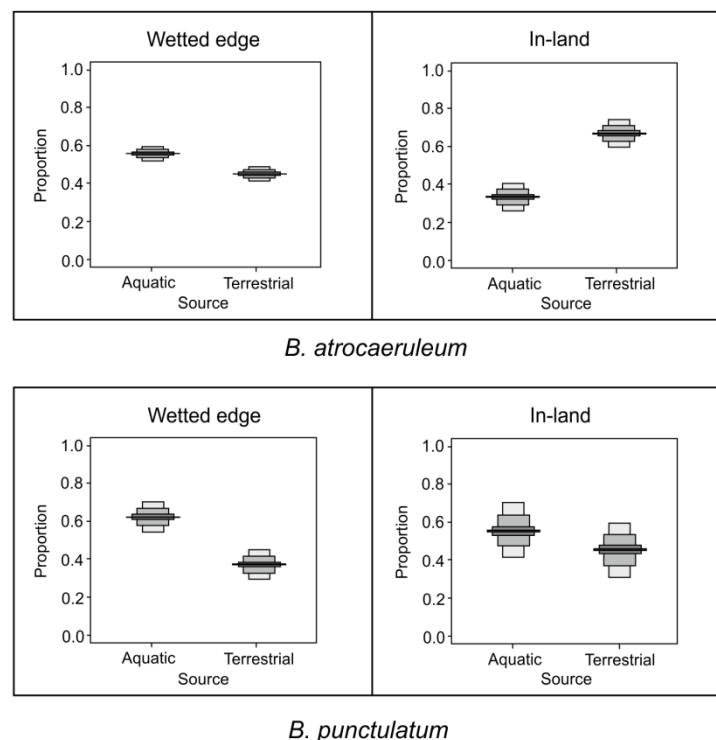 Wetted edge
1.0
0.8
0.6
0.4
0.2
0.0
Proportion
Aquatic Terrestrial
Source
In-land
1.0
0.8
0.6
0.4
0.2
0.0
Proportion
Aquatic Terrestrial
Source
B. atrocaeruleum
Wetted edge
1.0
0.8
0.6
0.4
0.2
0.0
Proportion
Aquatic Terrestrial
Source
In-land
1.0
0.8
0.6
0.4
0.2
0.0
Proportion
Aquatic Terrestrial
Source
B. punctulatum